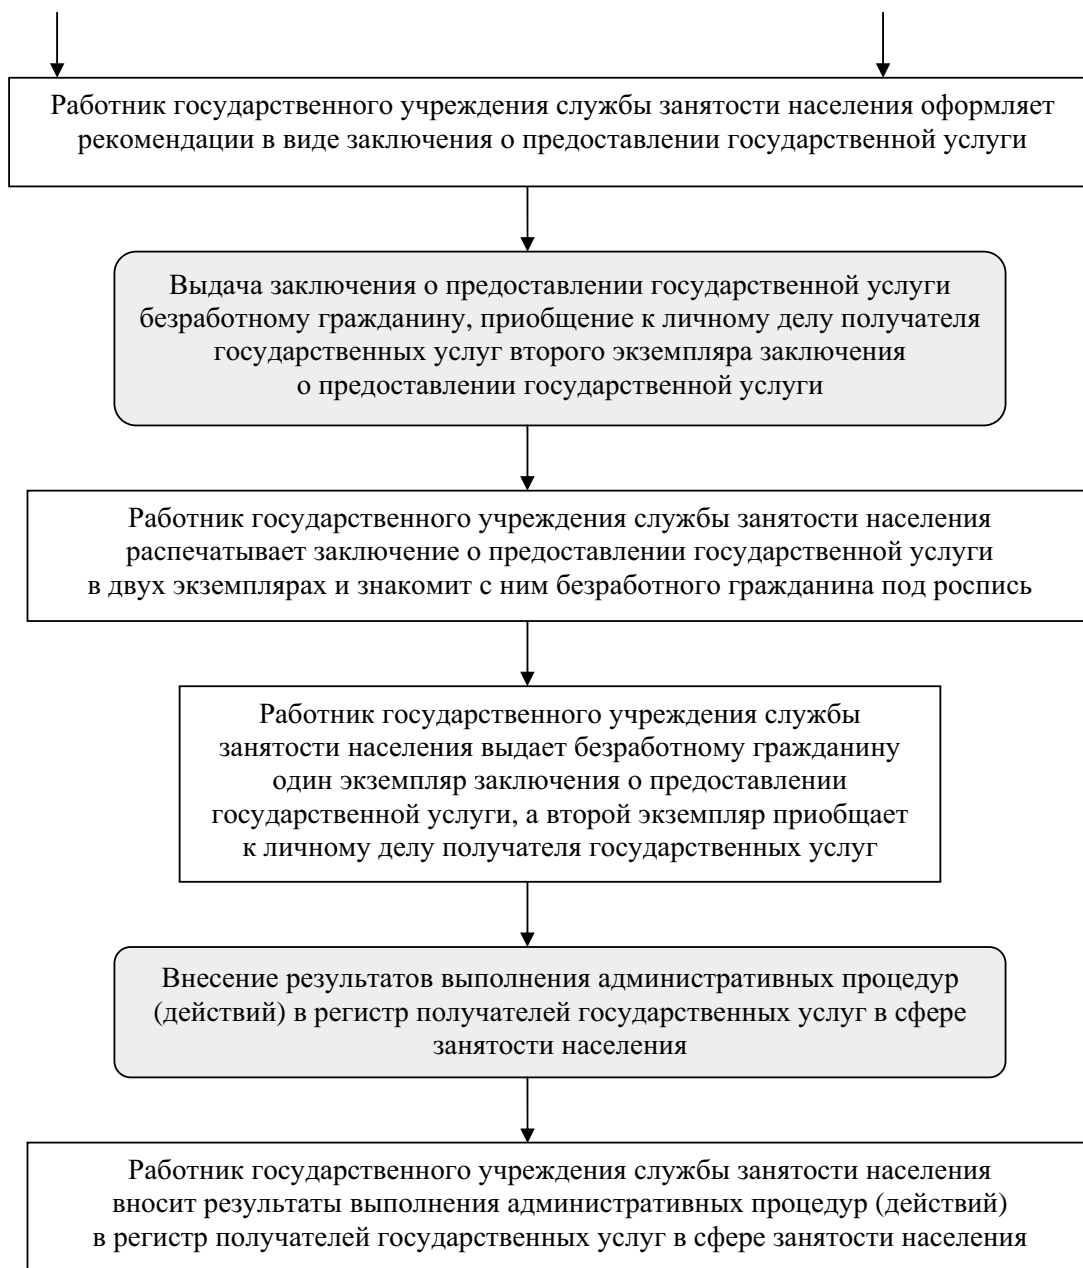 Работник государственного учреждения службы занятости населения оформляет
рекомендации в виде заключения о предоставлении государственной услуги
Выдача заключения о предоставлении государственной услуги
безработному гражданину, приобщение к личному делу получателя
государственных услуг второго экземпляра заключения
о предоставлении государственной услуги
Работник государственного учреждения службы занятости населения
распечатывает заключение о предоставлении государственной услуги
в двух экземплярах и знакомит с ним безработного гражданина под роспись
Работник государственного учреждения службы
занятости населения выдает безработному гражданину
один экземпляр заключения о предоставлении
государственной услуги, а второй экземпляр приобщает
к личному делу получателя государственных услуг
Внесение результатов выполнения административных процедур
(действий) в регистр получателей государственных услуг в сфере
занятости населения
Работник государственного учреждения службы занятости населения
вносит результаты выполнения административных процедур (действий)
в регистр получателей государственных услуг в сфере занятости населения